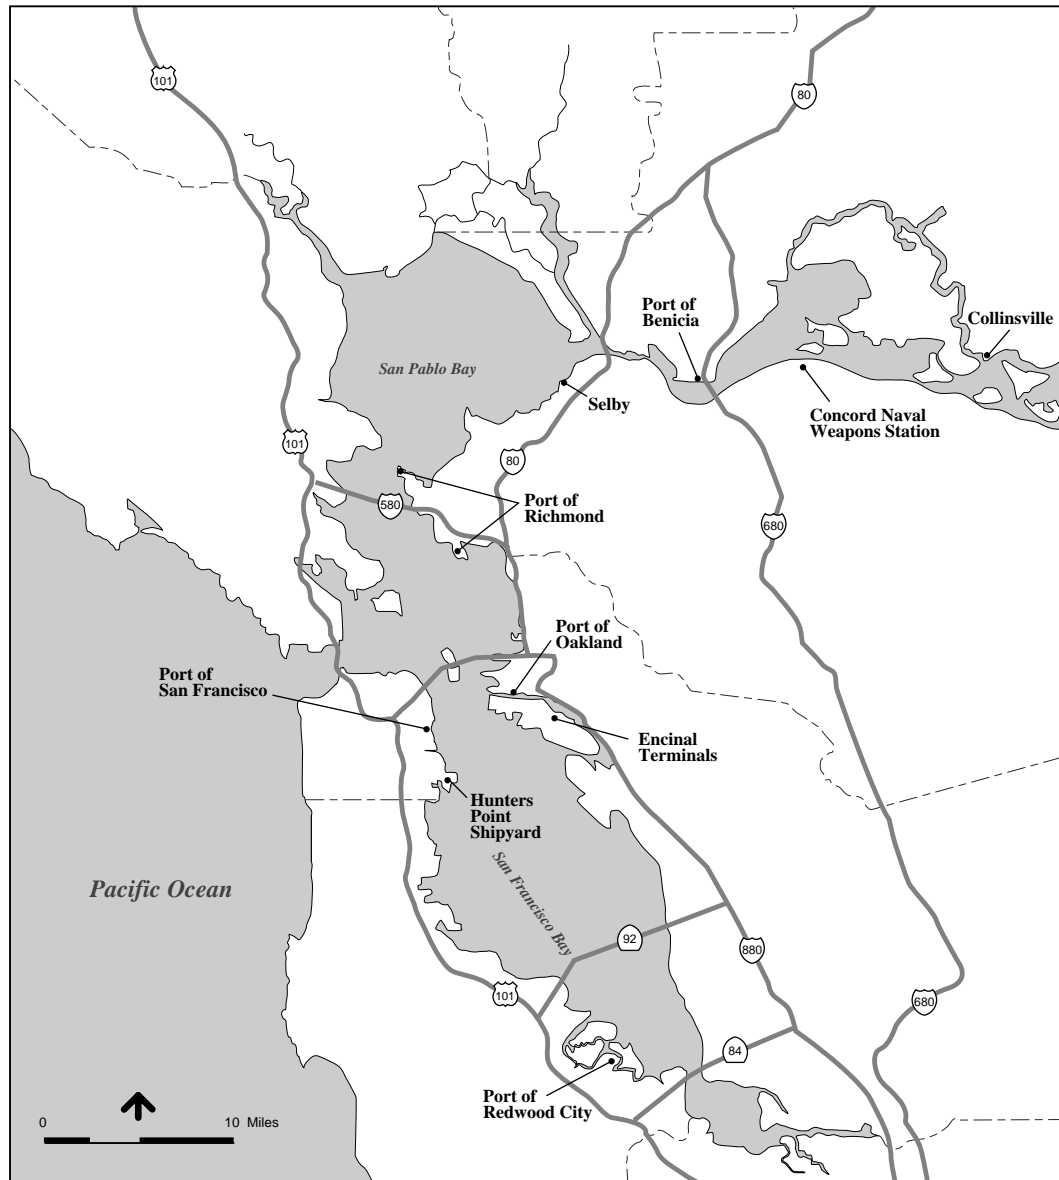 101
80
Port of
Benicia
Collinsville
San Pablo Bay
Selby
Concord Naval
Weapons Station
101
80
580
Port of
Richmond
680
Port of
Oakland
Port of
San Francisco
Encinal
Terminals
Hunters
Point
Shipyard
San Francisco Bay
Pacific Ocean
92
880
101
680
84
Port of
Redwood City
0 10 Miles